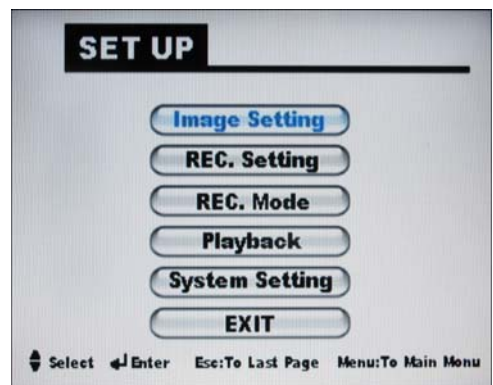 SET UP
Image Setting
REC. Setting
REC. Mode
Playback
System Setting
EXIT
Select Enter Esc:To Last Page Menu:To Main Monu